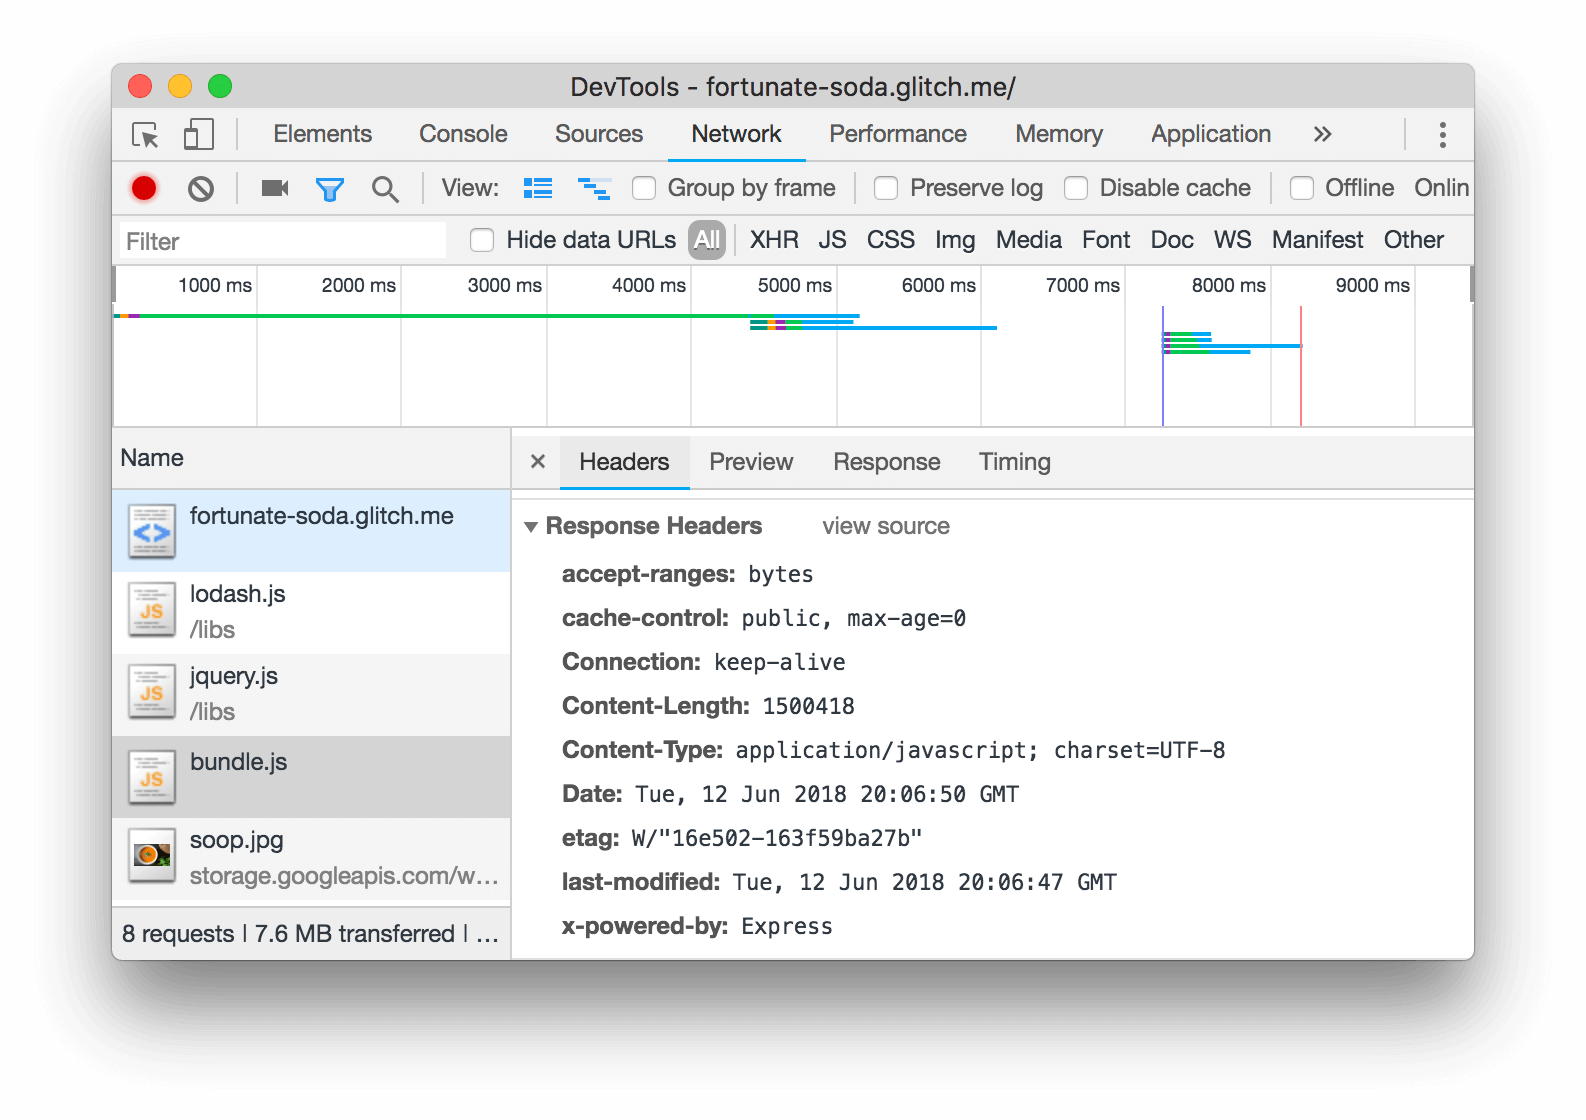 DevTools - fortunate-soda.glitch.me/
Elements Console Sources Network Performance Memory Application »
View: Group by frame Preserve log Disable cache Offline Onlin
Filter Hide data URLs All XHR JS CSS Img Media Font Doc WS Manifest Other
1000 ms 2000 ms 3000 ms 4000 ms 5000 ms 6000 ms 7000 ms 8000 ms 9000 ms
Name
fortunate-soda.glitch.me
JS lodash.js
/libs
JS jquery.js
/libs
JS bundle.js
soop.jpg
storage.googleapis.com/w...
8 requests | 7.6 MB transferred | ...
× Headers Preview Response Timing
▼ Response Headers view source
accept-ranges: bytes
cache-control: public, max-age=0
Connection: keep-alive
Content-Length: 1500418
Content-Type: application/javascript; charset=UTF-8
Date: Tue, 12 Jun 2018 20:06:50 GMT
etag: W/"16e502-163f59ba27b"
last-modified: Tue, 12 Jun 2018 20:06:47 GMT
x-powered-by: Express